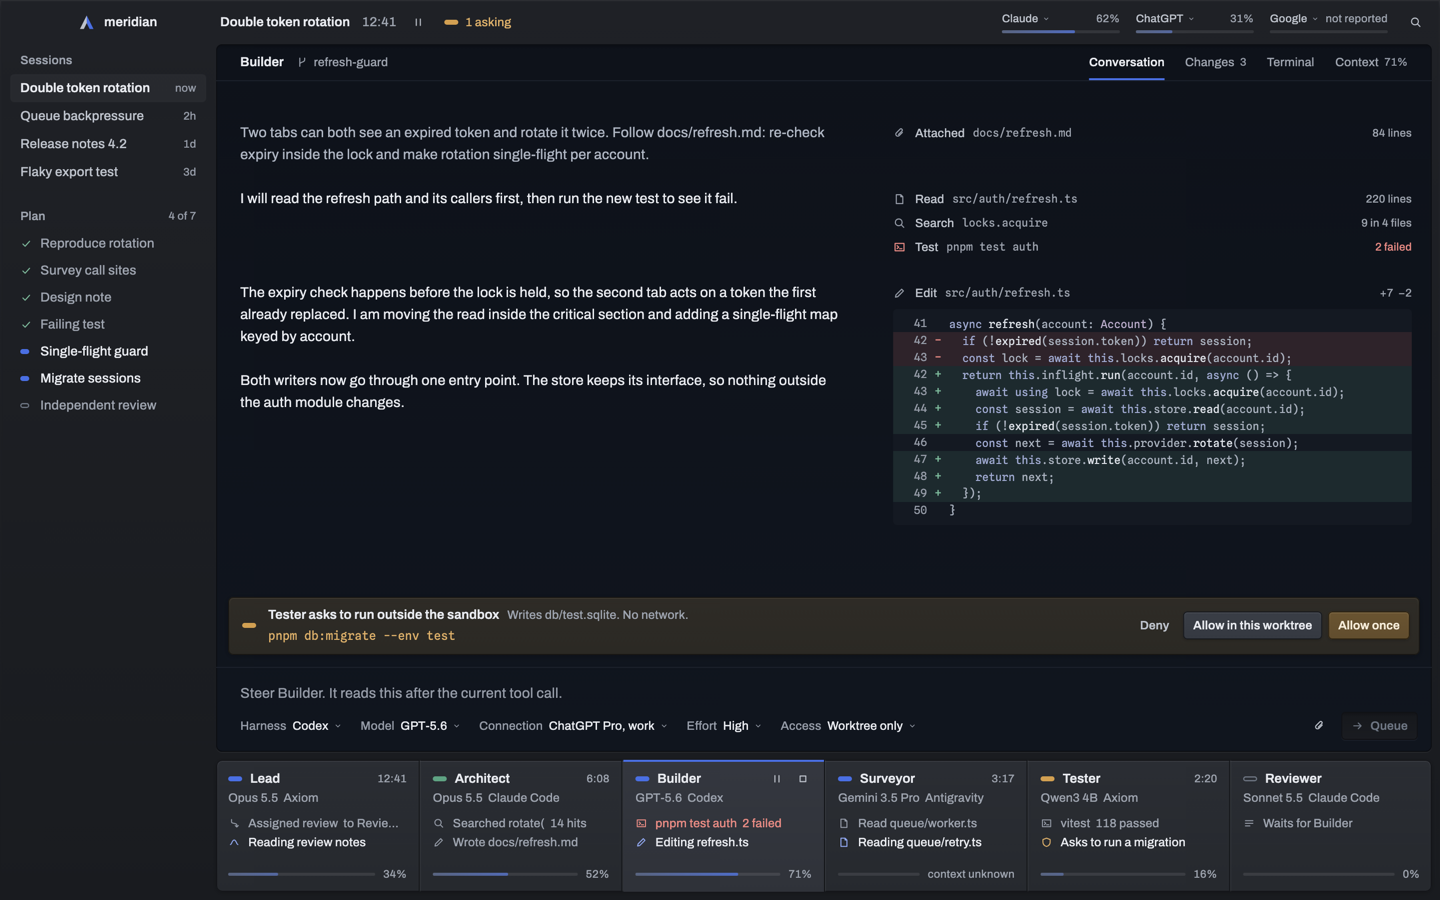 meridian
Double token rotation 12:41 1 asking
Claude 62% ChatGPT 31% Google not reported
Sessions
Double token rotation now
Queue backpressure 2h
Release notes 4.2 1d
Flaky export test 3d
Plan 4 of 7
Reproduce rotation
Survey call sites
Design note
Failing test
Single-flight guard
Migrate sessions
Independent review
Builder refresh-guard
Conversation Changes 3 Terminal Context 71%
Two tabs can both see an expired token and rotate it twice. Follow docs/refresh.md: re-check
expiry inside the lock and make rotation single-flight per account.
Attached docs/refresh.md 84 lines
I will read the refresh path and its callers first, then run the new test to see it fail.
Read src/auth/refresh.ts 220 lines
Search locks.acquire 9 in 4 files
Test pnpm test auth 2 failed
The expiry check happens before the lock is held, so the second tab acts on a token the first
already replaced. I am moving the read inside the critical section and adding a single-flight map
keyed by account.
Both writers now go through one entry point. The store keeps its interface, so nothing outside
the auth module changes.
Edit src/auth/refresh.ts +7 −2
41 async refresh(account: Account) {
42 − if (!expired(session.token)) return session;
43 − const lock = await this.locks.acquire(account.id);
42 + return this.inflight.run(account.id, async () => {
43 + await using lock = await this.locks.acquire(account.id);
44 + const session = await this.store.read(account.id);
45 + if (!expired(session.token)) return session;
46 const next = await this.provider.rotate(session);
47 + await this.store.write(account.id, next);
48 + return next;
49 + });
50 }
Tester asks to run outside the sandbox Writes db/test.sqlite. No network.
pnpm db:migrate --env test
Deny Allow in this worktree Allow once
Steer Builder. It reads this after the current tool call.
Harness Codex Model GPT-5.6 Connection ChatGPT Pro, work Effort High Access Worktree only Queue
Lead 12:41
Opus 5.5 Axiom
Assigned review to Revie...
Reading review notes
34%
Architect 6:08
Opus 5.5 Claude Code
Searched rotate( 14 hits
Wrote docs/refresh.md
52%
Builder
GPT-5.6 Codex
pnpm test auth 2 failed
Editing refresh.ts
71%
Surveyor 3:17
Gemini 3.5 Pro Antigravity
Read queue/worker.ts
Reading queue/retry.ts
context unknown
Tester 2:20
Qwen3 4B Axiom
vitest 118 passed
Asks to run a migration
16%
Reviewer
Sonnet 5.5 Claude Code
Waits for Builder
0%